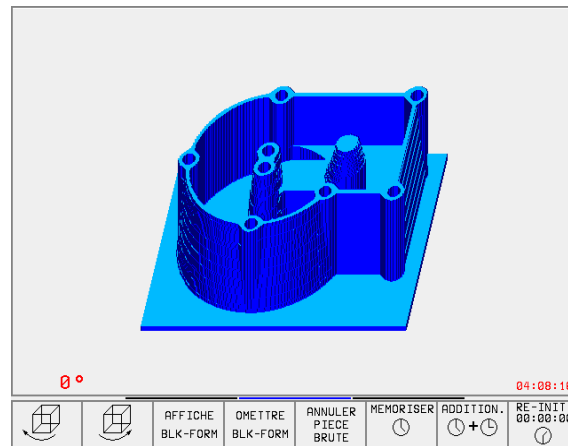 0°
04:08:10
AFFICHE
BLK-FORM
OMETTRE
BLK-FORM
ANNULER
PIECE
BRUTE
MEMORISER
ADDITION.
+
RE-INIT
00:00:00